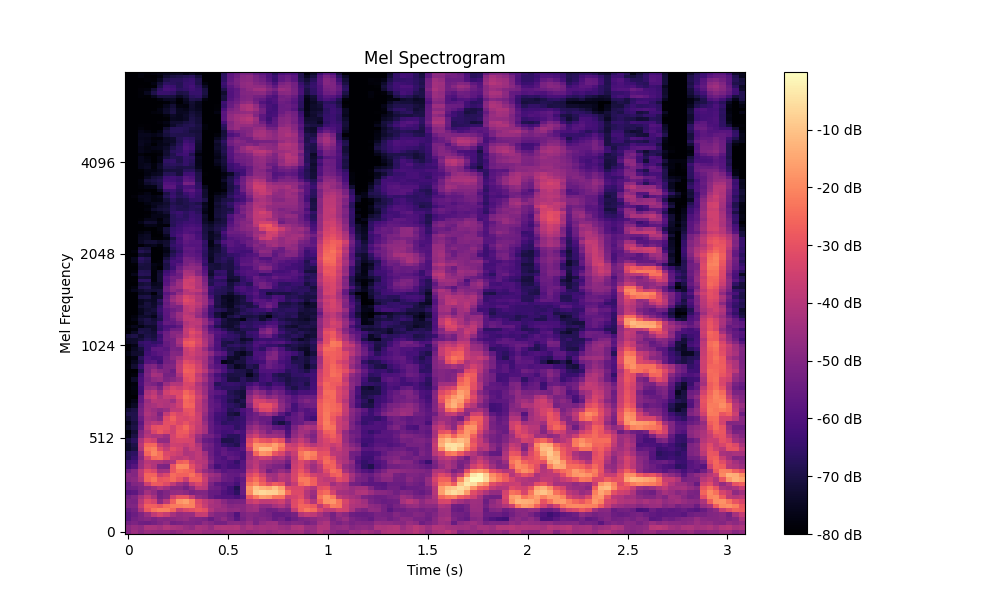 Mel Spectrogram
Mel Frequency
4096
2048
1024
512
0
0 0.5 1 1.5 2 2.5 3
Time (s)
-10 dB
-20 dB
-30 dB
-40 dB
-50 dB
-60 dB
-70 dB
-80 dB